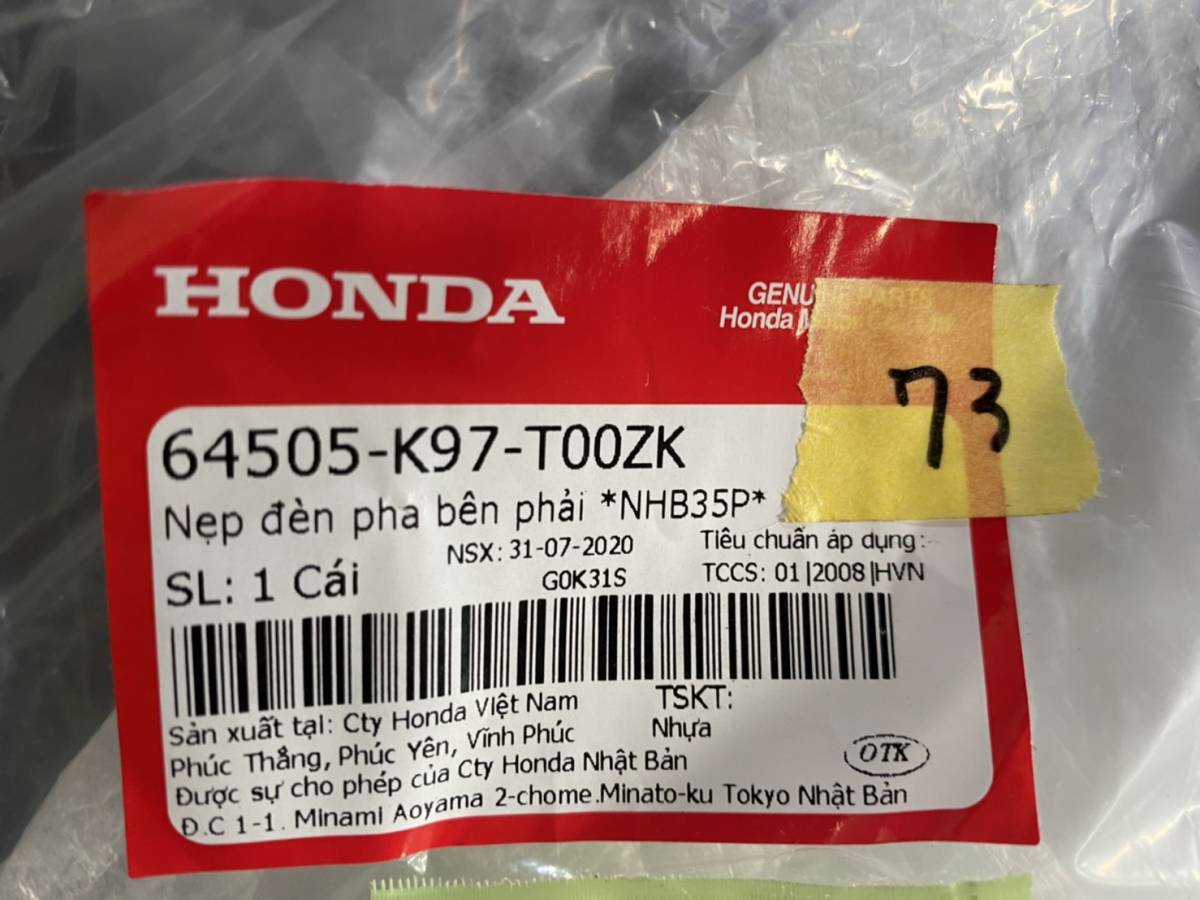 HONDA
GENUINE PARTS
Honda Motor
73
64505-K97-T00ZK
Nẹp đèn pha bên phải *NHB35P*
NSX: 31-07-2020
Tiêu chuẩn áp dụng:
SL: 1 Cái
G0K31S
TCCS: 01|2008|HVN
Sản xuất tại: Cty Honda Việt Nam
Phúc Thắng, Phúc Yên, Vĩnh Phúc
TSKT:
Nhựa
Được sự cho phép của Cty Honda Nhật Bản
Đ.C 1-1. Minami Aoyama 2-chome.Minato-ku Tokyo Nhật Bản
OTK